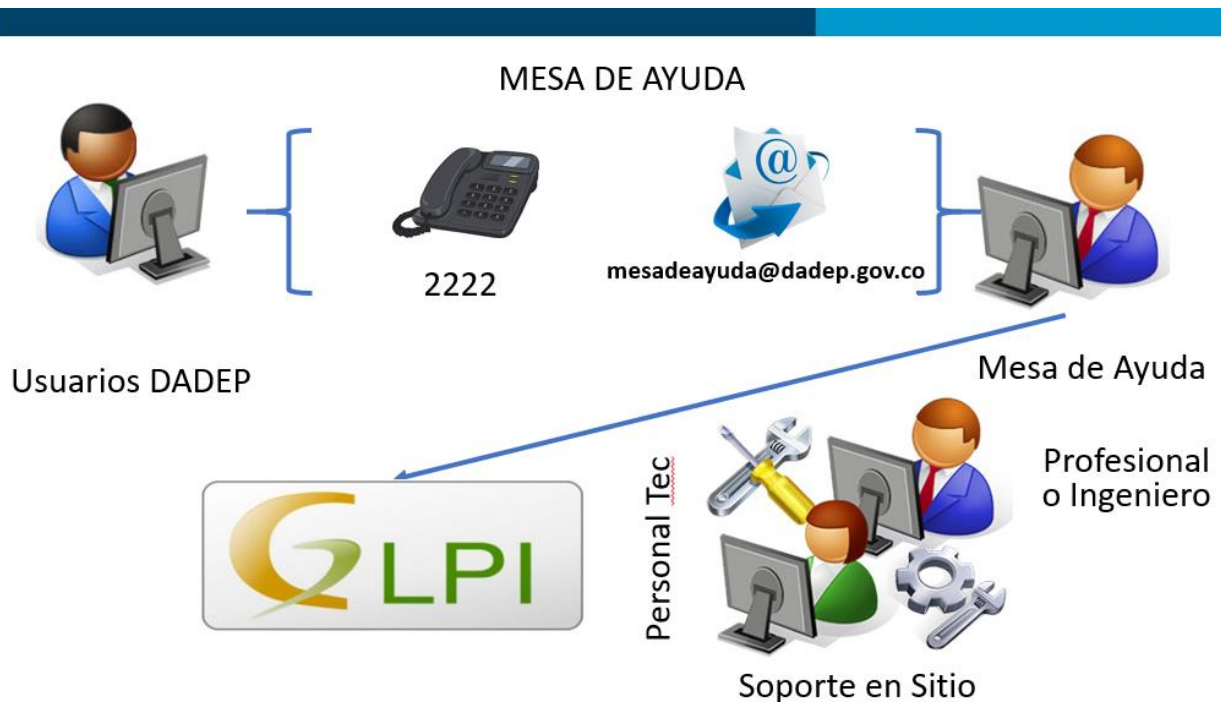 MESA DE AYUDA
2222
mesadeayuda@dadep.gov.co
Usuarios DADEP
Mesa de Ayuda
GLPI
Personal Tec
Profesional
o Ingeniero
Soporte en Sitio